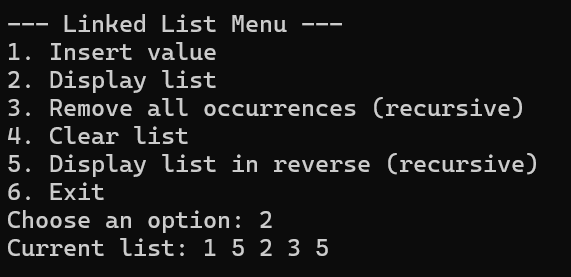 --- Linked List Menu ---
1. Insert value
2. Display list
3. Remove all occurrences (recursive)
4. Clear list
5. Display list in reverse (recursive)
6. Exit
Choose an option: 2
Current list: 1 5 2 3 5